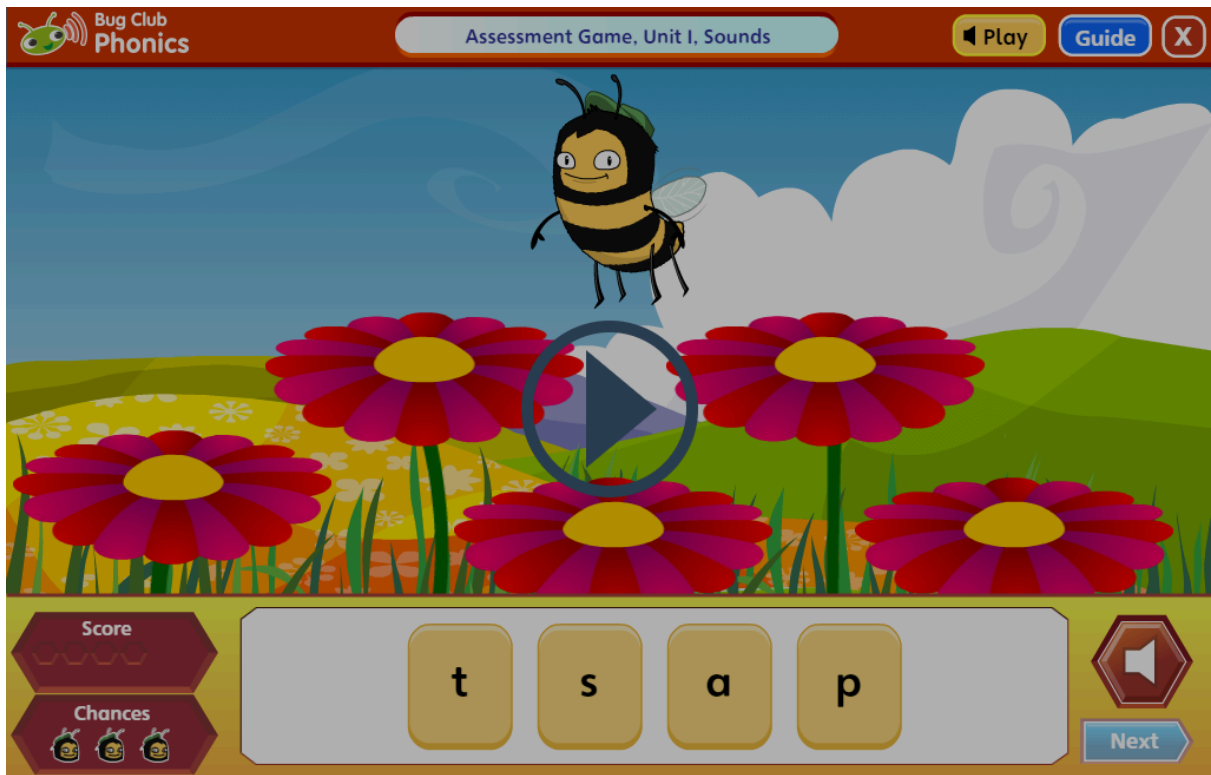 Bug Club
Phonics
Assessment Game, Unit 1, Sounds
Play
Guide
X
Score
Chances
t s a p
Next